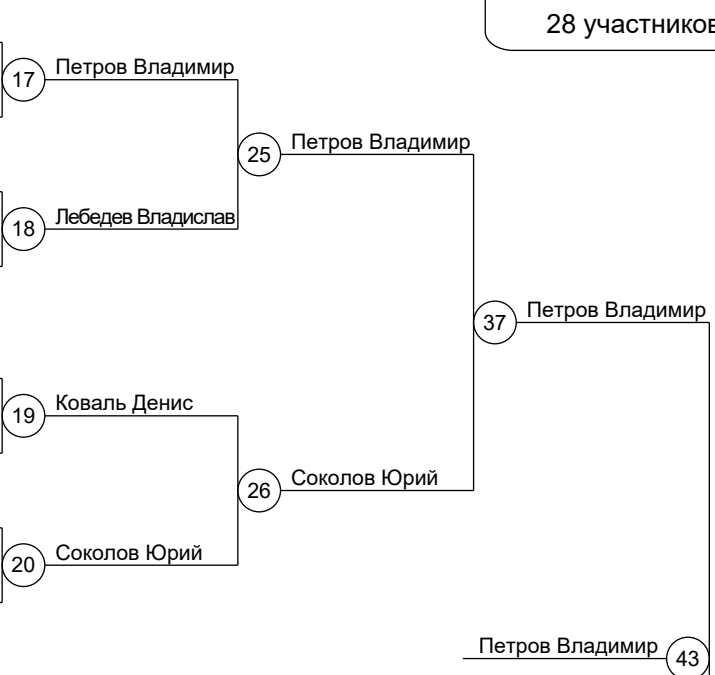 28 участников
17 Петров Владимир
25 Петров Владимир
18 Лебедев Владислав
37 Петров Владимир
19 Коваль Денис
26 Соколов Юрий
20 Соколов Юрий
Петров Владимир 43